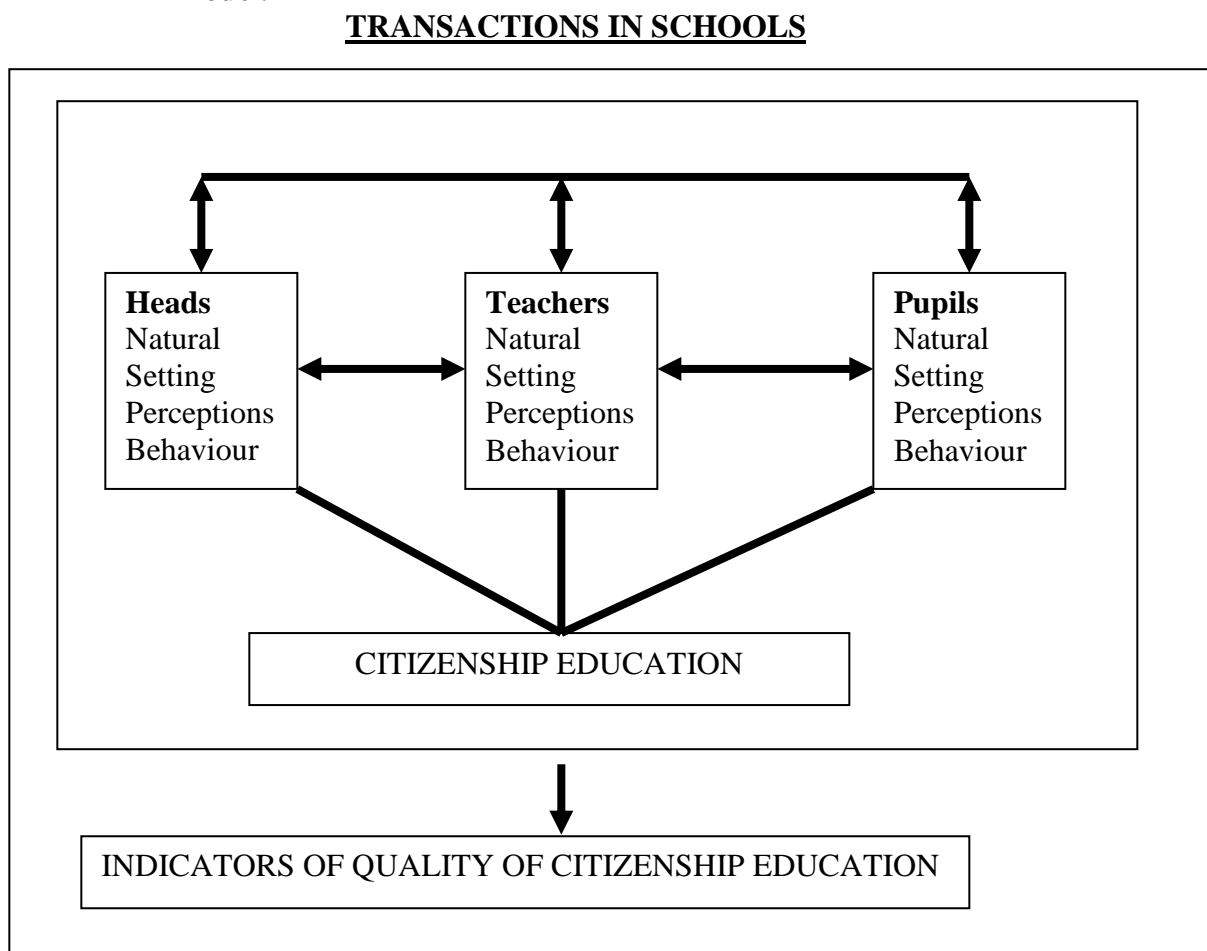 TRANSACTIONS IN SCHOOLS
Heads
Natural
Setting
Perceptions
Behaviour
Teachers
Natural
Setting
Perceptions
Behaviour
Pupils
Natural
Setting
Perceptions
Behaviour
CITIZENSHIP EDUCATION
INDICATORS OF QUALITY OF CITIZENSHIP EDUCATION